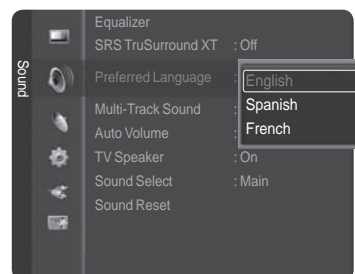 Sound
Equalizer
SRS TruSurround XT : Off
Preferred Language :
English
Spanish
French
Multi-Track Sound :
Auto Volume :
TV Speaker : On
Sound Select : Main
Sound Reset